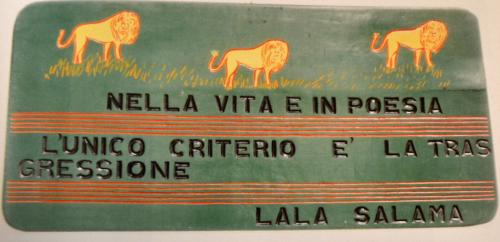 NELLA VITA E IN POESIA
L'UNICO CRITERIO E' LA TRAS
GRESSIONE
LALA SALAMA